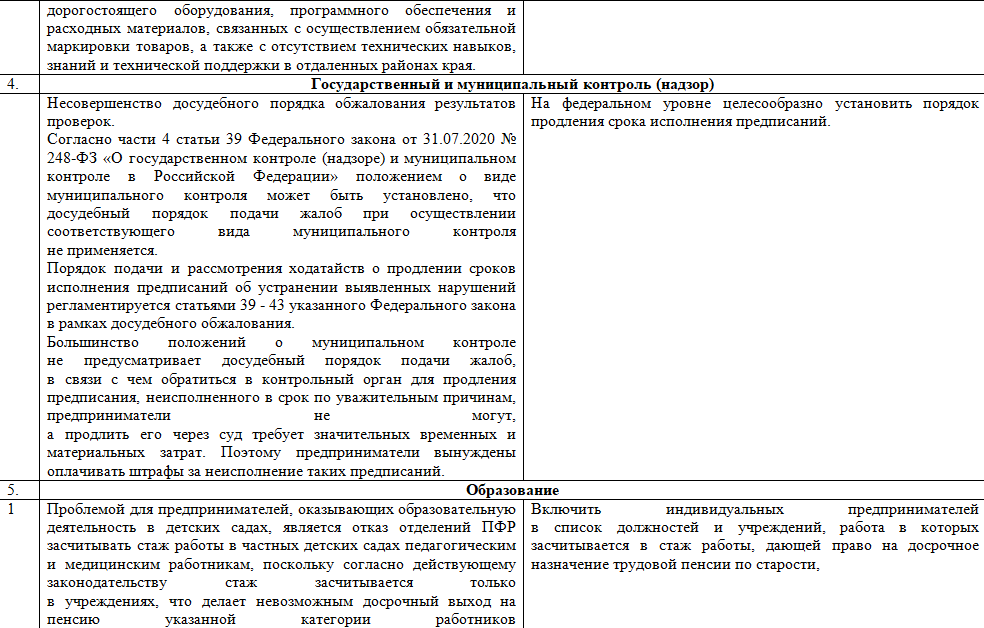 дорогостоящего оборудования, программного обеспечения и
расходных материалов, связанных с осуществлением обязательной
маркировки товаров, а также с отсутствием технических навыков,
знаний и технической поддержки в отдаленных районах края.
4. Государственный и муниципальный контроль (надзор)
Несовершенство досудебного порядка обжалования результатов
проверок.
Согласно части 4 статьи 39 Федерального закона от 31.07.2020 №
248-ФЗ «О государственном контроле (надзоре) и муниципальном
контроле в Российской Федерации» положением о виде
муниципального контроля может быть установлено, что
досудебный порядок подачи жалоб при осуществлении
соответствующего вида муниципального контроля
не применяется.
Порядок подачи и рассмотрения ходатайств о продлении сроков
исполнения предписаний об устранении выявленных нарушений
регламентируется статьями 39 - 43 указанного Федерального закона
в рамках досудебного обжалования.
Большинство положений о муниципальном контроле
не предусматривает досудебный порядок подачи жалоб,
в связи с чем обратиться в контрольный орган для продления
предписания, неисполненного в срок по уважительным причинам,
предприниматели не могут,
а продлить его через суд требует значительных временных и
материальных затрат. Поэтому предприниматели вынуждены
оплачивать штрафы за неисполнение таких предписаний.
На федеральном уровне целесообразно установить порядок
продления срока исполнения предписаний.
5. Образование
1 Проблемой для предпринимателей, оказывающих образовательную
деятельность в детских садах, является отказ отделений ПФР
засчитывать стаж работы в частных детских садах педагогическим
и медицинским работникам, поскольку согласно действующему
законодательству стаж засчитывается только
в учреждениях, что делает невозможным досрочный выход на
пенсию указанной категории работников
Включить индивидуальных предпринимателей
в список должностей и учреждений, работа в которых
засчитывается в стаж работы, дающей право на досрочное
назначение трудовой пенсии по старости,